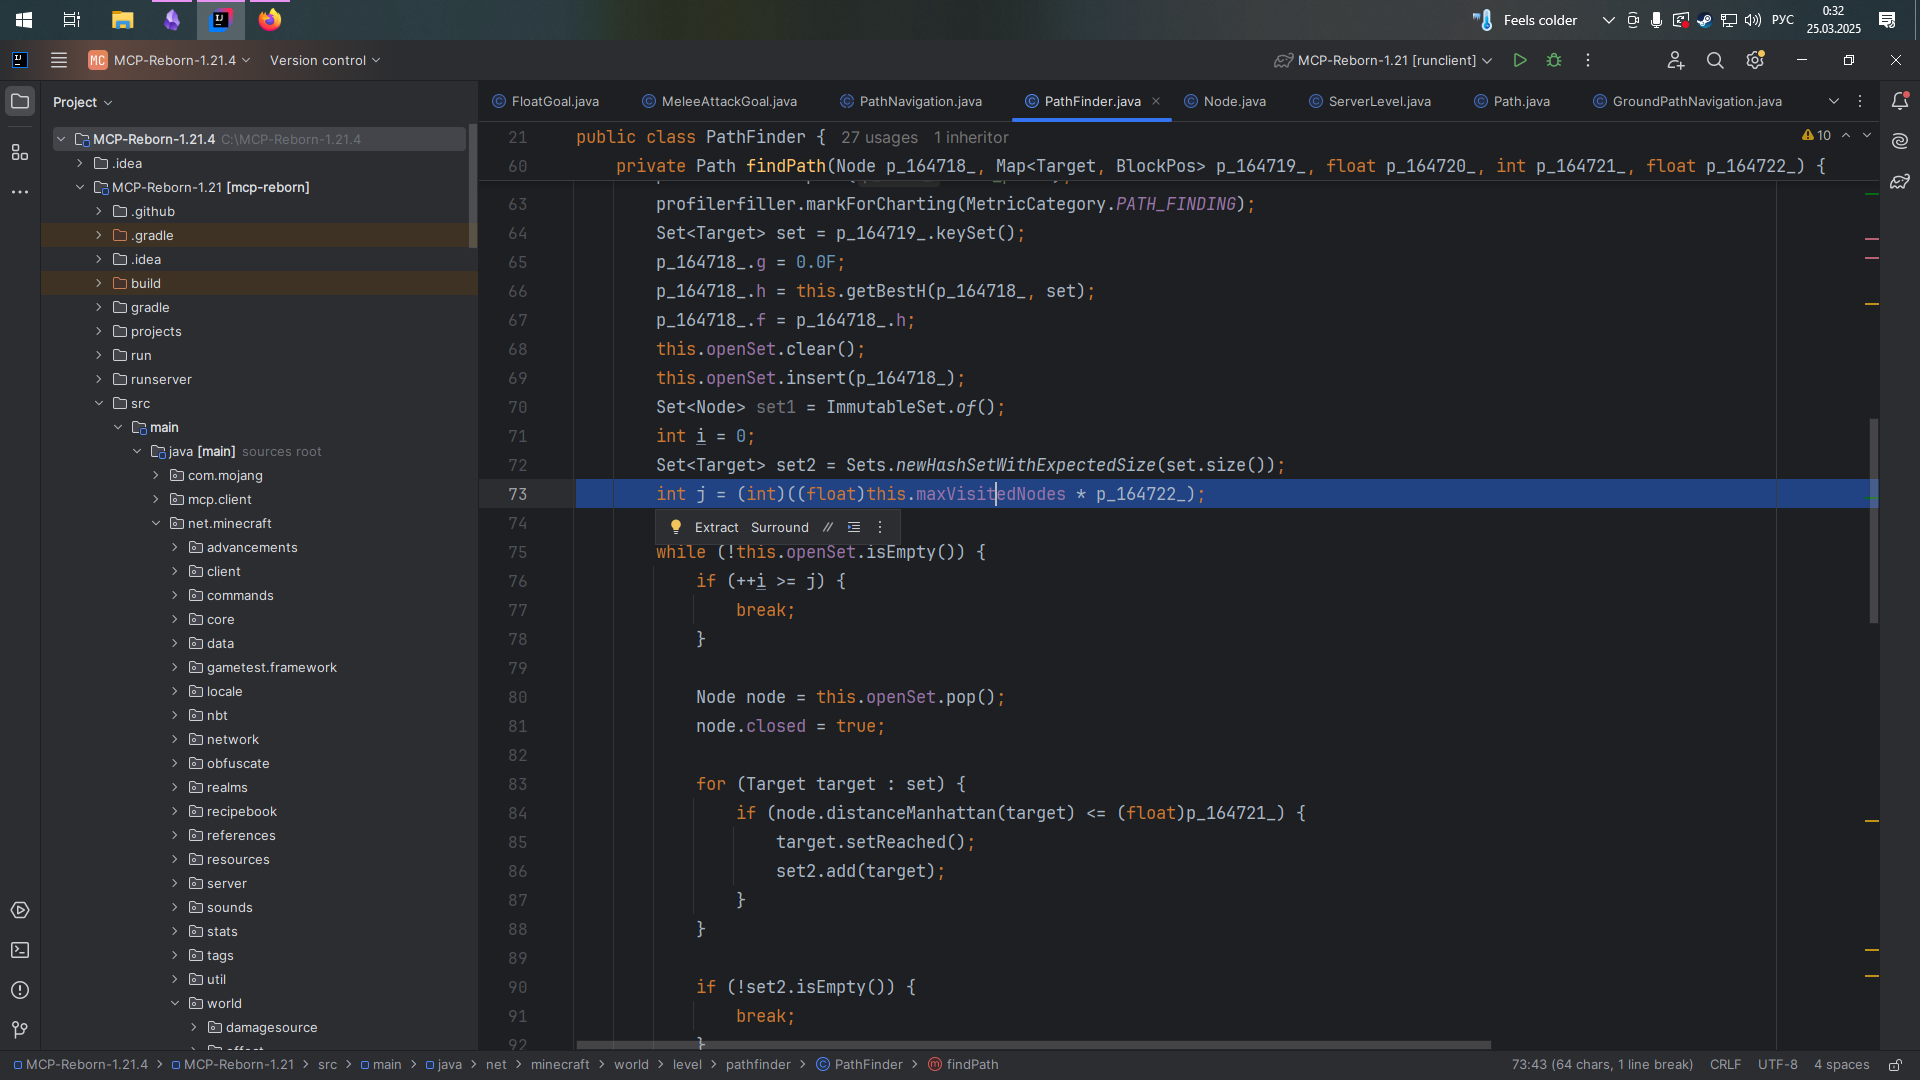 Feels colder
РУС
0:32
25.03.2025
MC MCP-Reborn-1.21.4
Version control
MCP-Reborn-1.21 [runclient]
Project
FloatGoal.java
MeleeAttackGoal.java
PathNavigation.java
PathFinder.java
Node.java
ServerLevel.java
Path.java
GroundPathNavigation.java
MCP-Reborn-1.21.4 C:\MCP-Reborn-1.21.4
.idea
MCP-Reborn-1.21 [mcp-reborn]
.github
.gradle
.idea
build
gradle
projects
run
runserver
src
main
java [main] sources root
com.mojang
mcp.client
net.minecraft
advancements
client
commands
core
data
gametest.framework
locale
nbt
network
obfuscate
realms
recipebook
references
resources
server
sounds
stats
tags
util
world
damagesource
21 public class PathFinder { 27 usages 1 inheritor
10
60 private Path findPath(Node p_164718_, Map<Target, BlockPos> p_164719_, float p_164720_, int p_164721_, float p_164722_) {
63 profilerfiller.markForCharting(MetricCategory.PATH_FINDING);
64 Set<Target> set = p_164719_.keySet();
65 p_164718_.g = 0.0F;
66 p_164718_.h = this.getBestH(p_164718_, set);
67 p_164718_.f = p_164718_.h;
68 this.openSet.clear();
69 this.openSet.insert(p_164718_);
70 Set<Node> set1 = ImmutableSet.of();
71 int i = 0;
72 Set<Target> set2 = Sets.newHashSetWithExpectedSize(set.size());
73 int j = (int)((float)this.maxVisitedNodes * p_164722_);
74
Extract Surround //
75 while (!this.openSet.isEmpty()) {
76 if (++i >= j) {
77 break;
78 }
79
80 Node node = this.openSet.pop();
81 node.closed = true;
82
83 for (Target target : set) {
84 if (node.distanceManhattan(target) <= (float)p_164721_) {
85 target.setReached();
86 set2.add(target);
87 }
88 }
89
90 if (!set2.isEmpty()) {
91 break;
92 }
MCP-Reborn-1.21.4 > MCP-Reborn-1.21 > src > main > java > net > minecraft > world > level > pathfinder > PathFinder > findPath
73:43 (64 chars, 1 line break) CRLF UTF-8 4 spaces